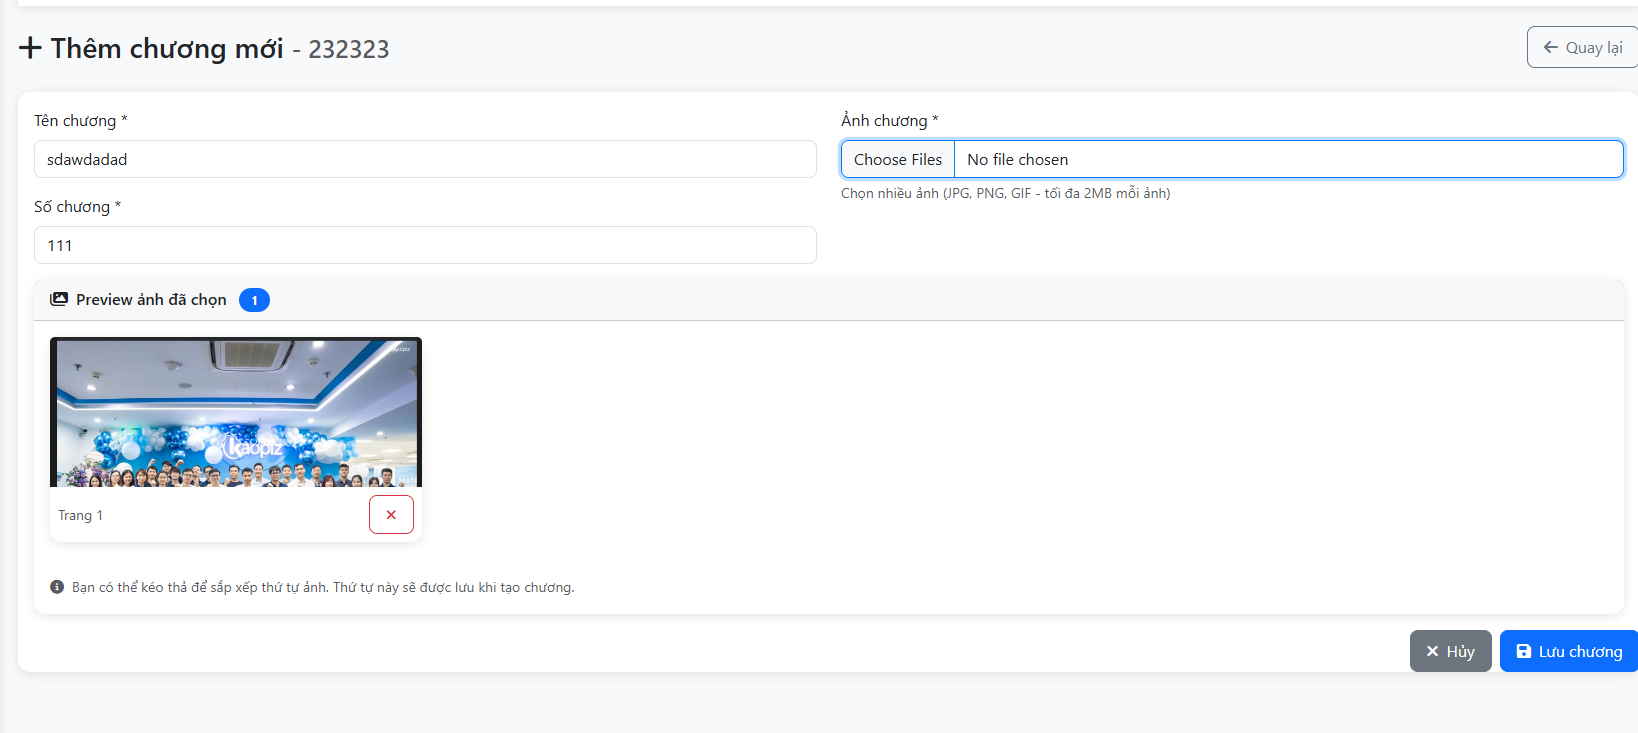 Thêm chương mới - 232323
Quay lại
Tên chương *
sdawdadad
Số chương *
111
Ảnh chương *
Choose Files No file chosen
Chọn nhiều ảnh (JPG, PNG, GIF - tối đa 2MB mỗi ảnh)
Preview ảnh đã chọn 1
kaopiz
Trang 1
Bạn có thể kéo thả để sắp xếp thứ tự ảnh. Thứ tự này sẽ được lưu khi tạo chương.
Hủy
Lưu chương